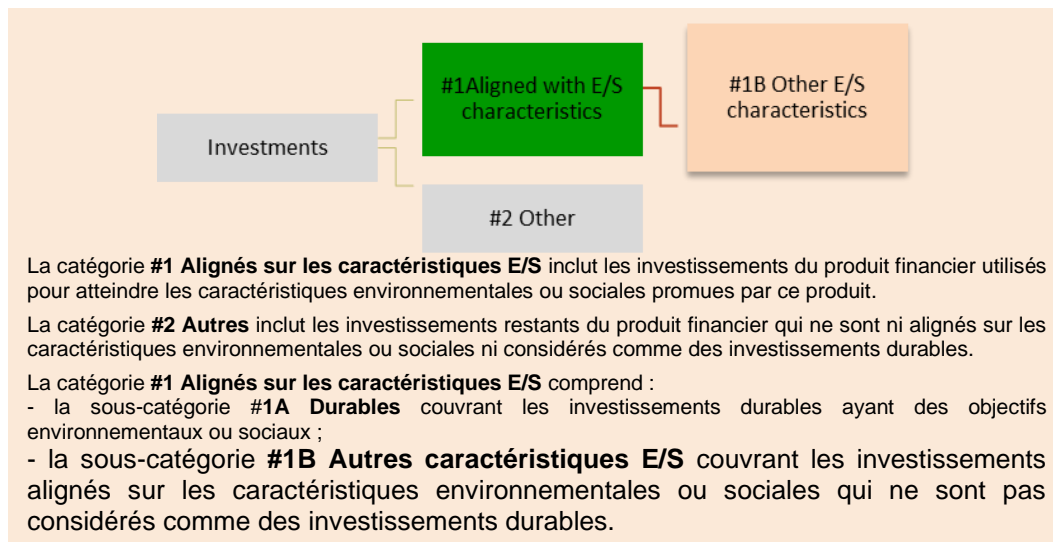 #1Aligned with E/S
characteristics
#1B Other E/S
characteristics
Investments
#2 Other
La catégorie #1 Alignés sur les caractéristiques E/S inclut les investissements du produit financier utilisés
pour atteindre les caractéristiques environnementales ou sociales promues par ce produit.
La catégorie #2 Autres inclut les investissements restants du produit financier qui ne sont ni alignés sur les
caractéristiques environnementales ou sociales ni considérés comme des investissements durables.
La catégorie #1 Alignés sur les caractéristiques E/S comprend :
- la sous-catégorie #1A Durables couvrant les investissements durables ayant des objectifs
environnementaux ou sociaux ;
- la sous-catégorie #1B Autres caractéristiques E/S couvrant les investissements
alignés sur les caractéristiques environnementales ou sociales qui ne sont pas
considérés comme des investissements durables.